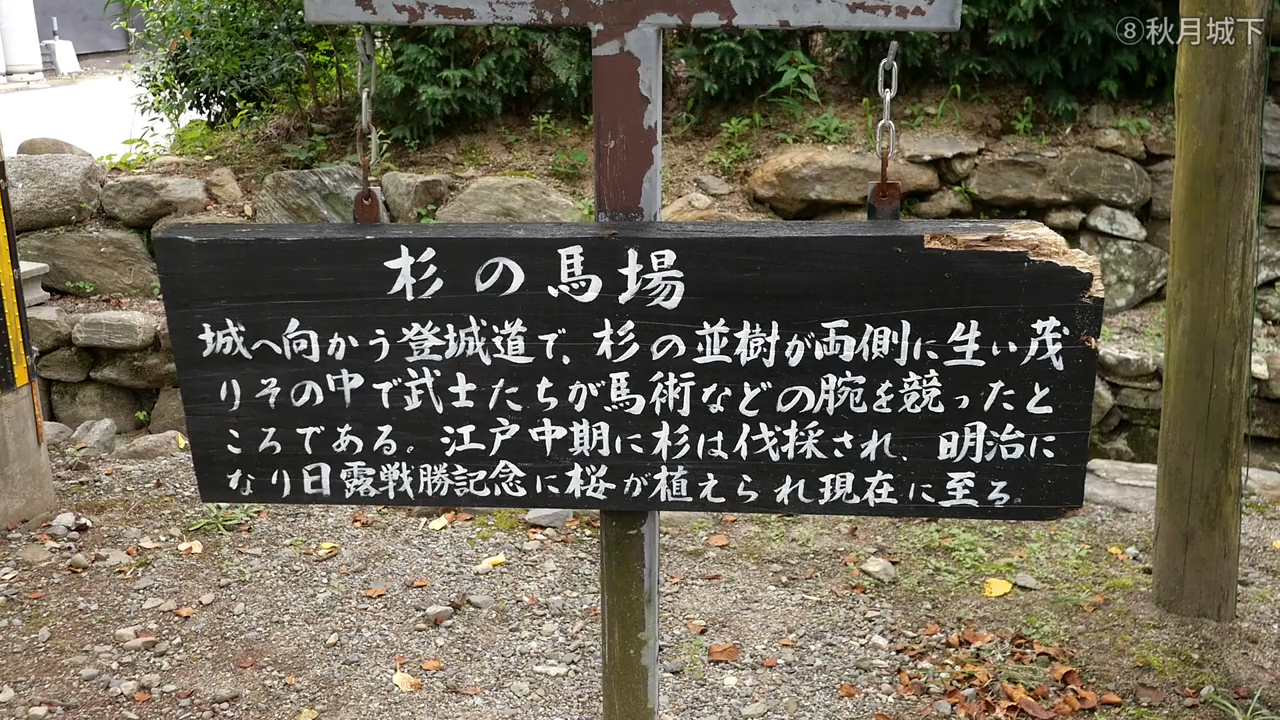 ⑧秋月城下
杉の馬場
城へ向かう登城道で、杉の並樹が両側に生い茂
りその中で武士たちが馬術などの腕を競ったと
ころである。江戸中期に杉は伐採され、明治に
なり日露戦勝記念に桜が植えられ現在に至る。